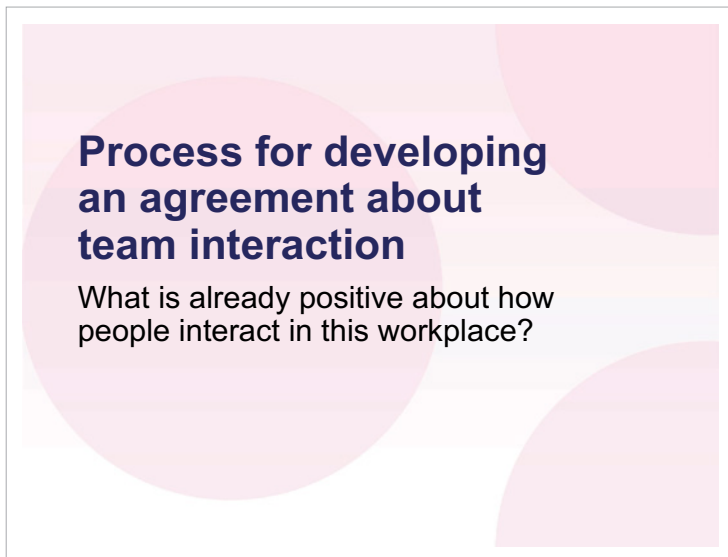 Process for developing
an agreement about
team interaction
What is already positive about how
people interact in this workplace?